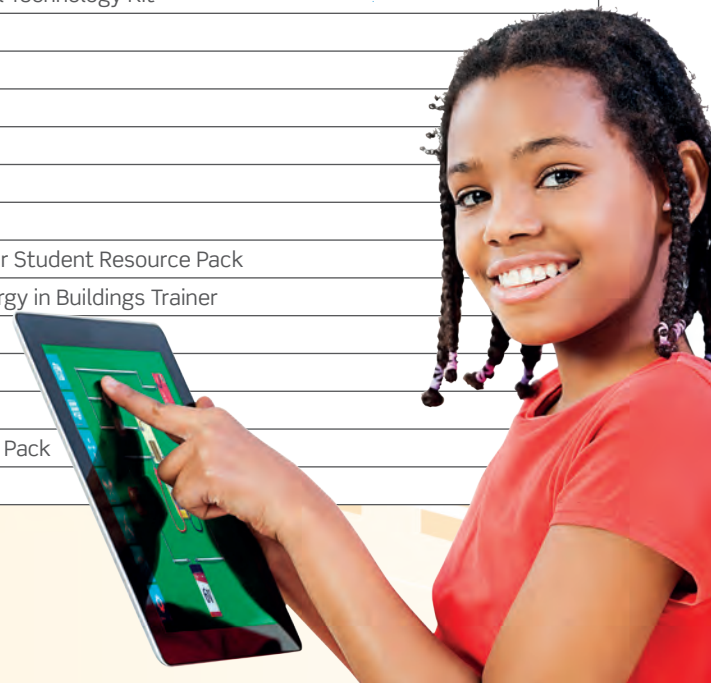 Technology Kit
r Student Resource Pack
rgy in Buildings Trainer
Pack